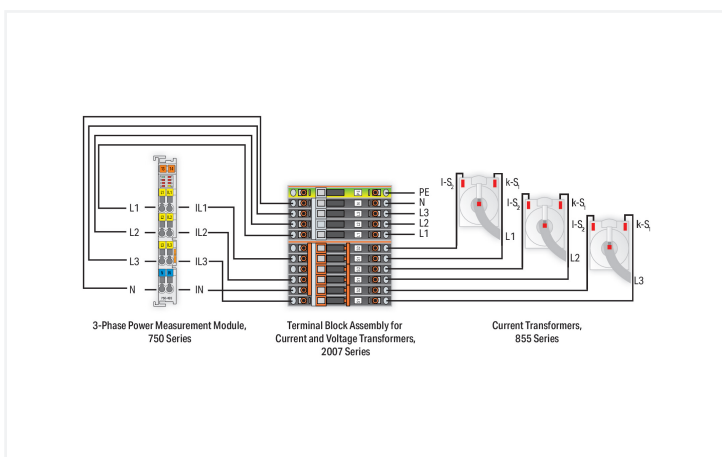 PE
N
L3
L2
L1
l-S₂
k-S₁
L1
l-S₂
k-S₁
L2
l-S₂
k-S₁
L3
L1
IL1
L2
IL2
L3
IL3
N
IN
3-Phase Power Measurement Module,
750 Series
Terminal Block Assembly for
Current and Voltage Transformers,
2007 Series
Current Transformers,
855 Series